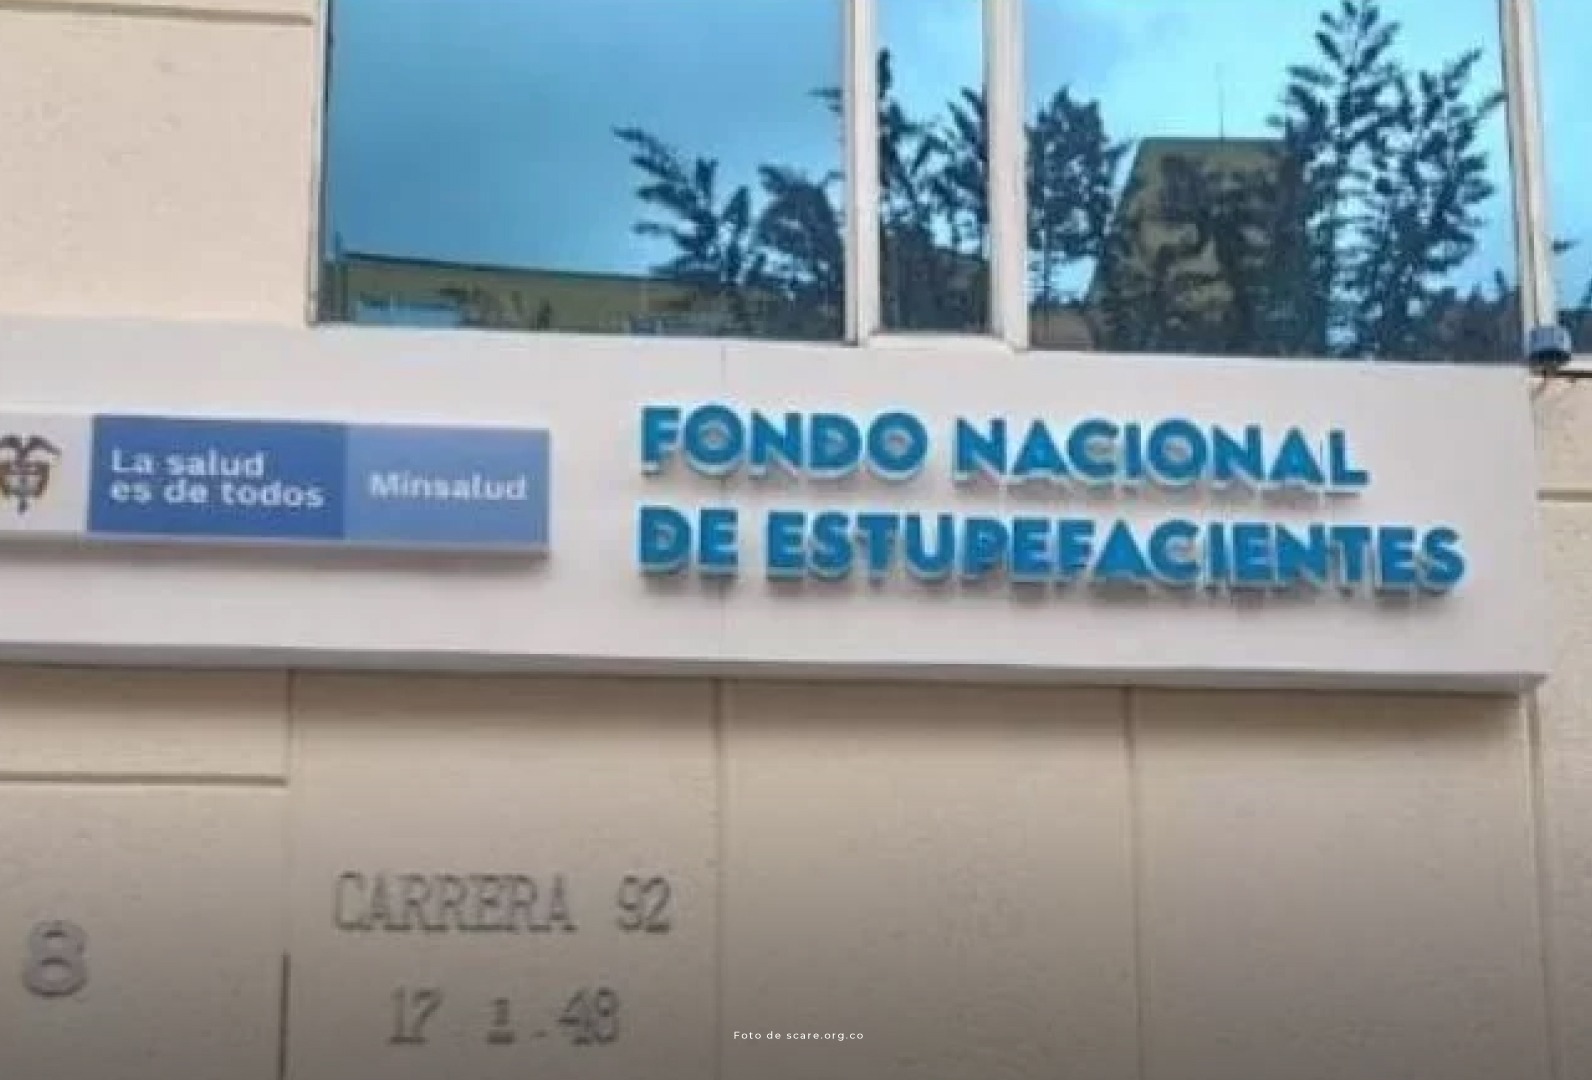 FONDO NACIONAL
DE ESTUPEFACIENTES
La salud
es de todos
Minsalud
CARRERA 92
8
17 - 48
Foto de scare.org.co